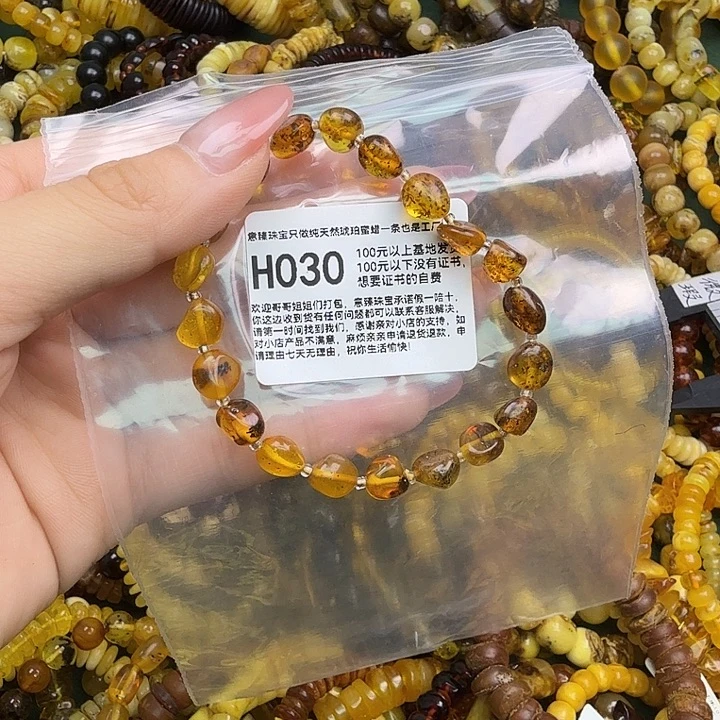 意臻珠宝只做纯天然琥珀蜜蜡一条也是工厂
H030
100元以上基地发
100元以下没有证书，
想要证书的自费
欢迎哥哥姐姐们打包，意臻珠宝承诺假一陪十，
你这边收到货有任何问题都可以联系客服解决，
请第一时间找到我们，感谢亲对小店的支持，如
对小店产品不满意，麻烦亲亲申请退货退款，申
请理由七天无理由，祝你生活愉快！